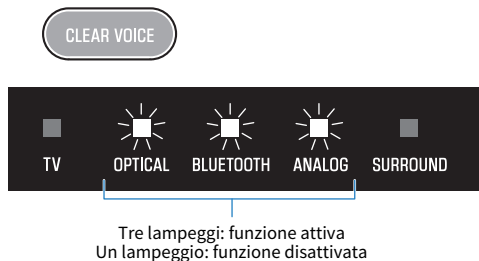 CLEAR VOICE
TV OPTICAL BLUETOOTH ANALOG SURROUND
Tre lampeggi: funzione attiva
Un lampeggio: funzione disattivata